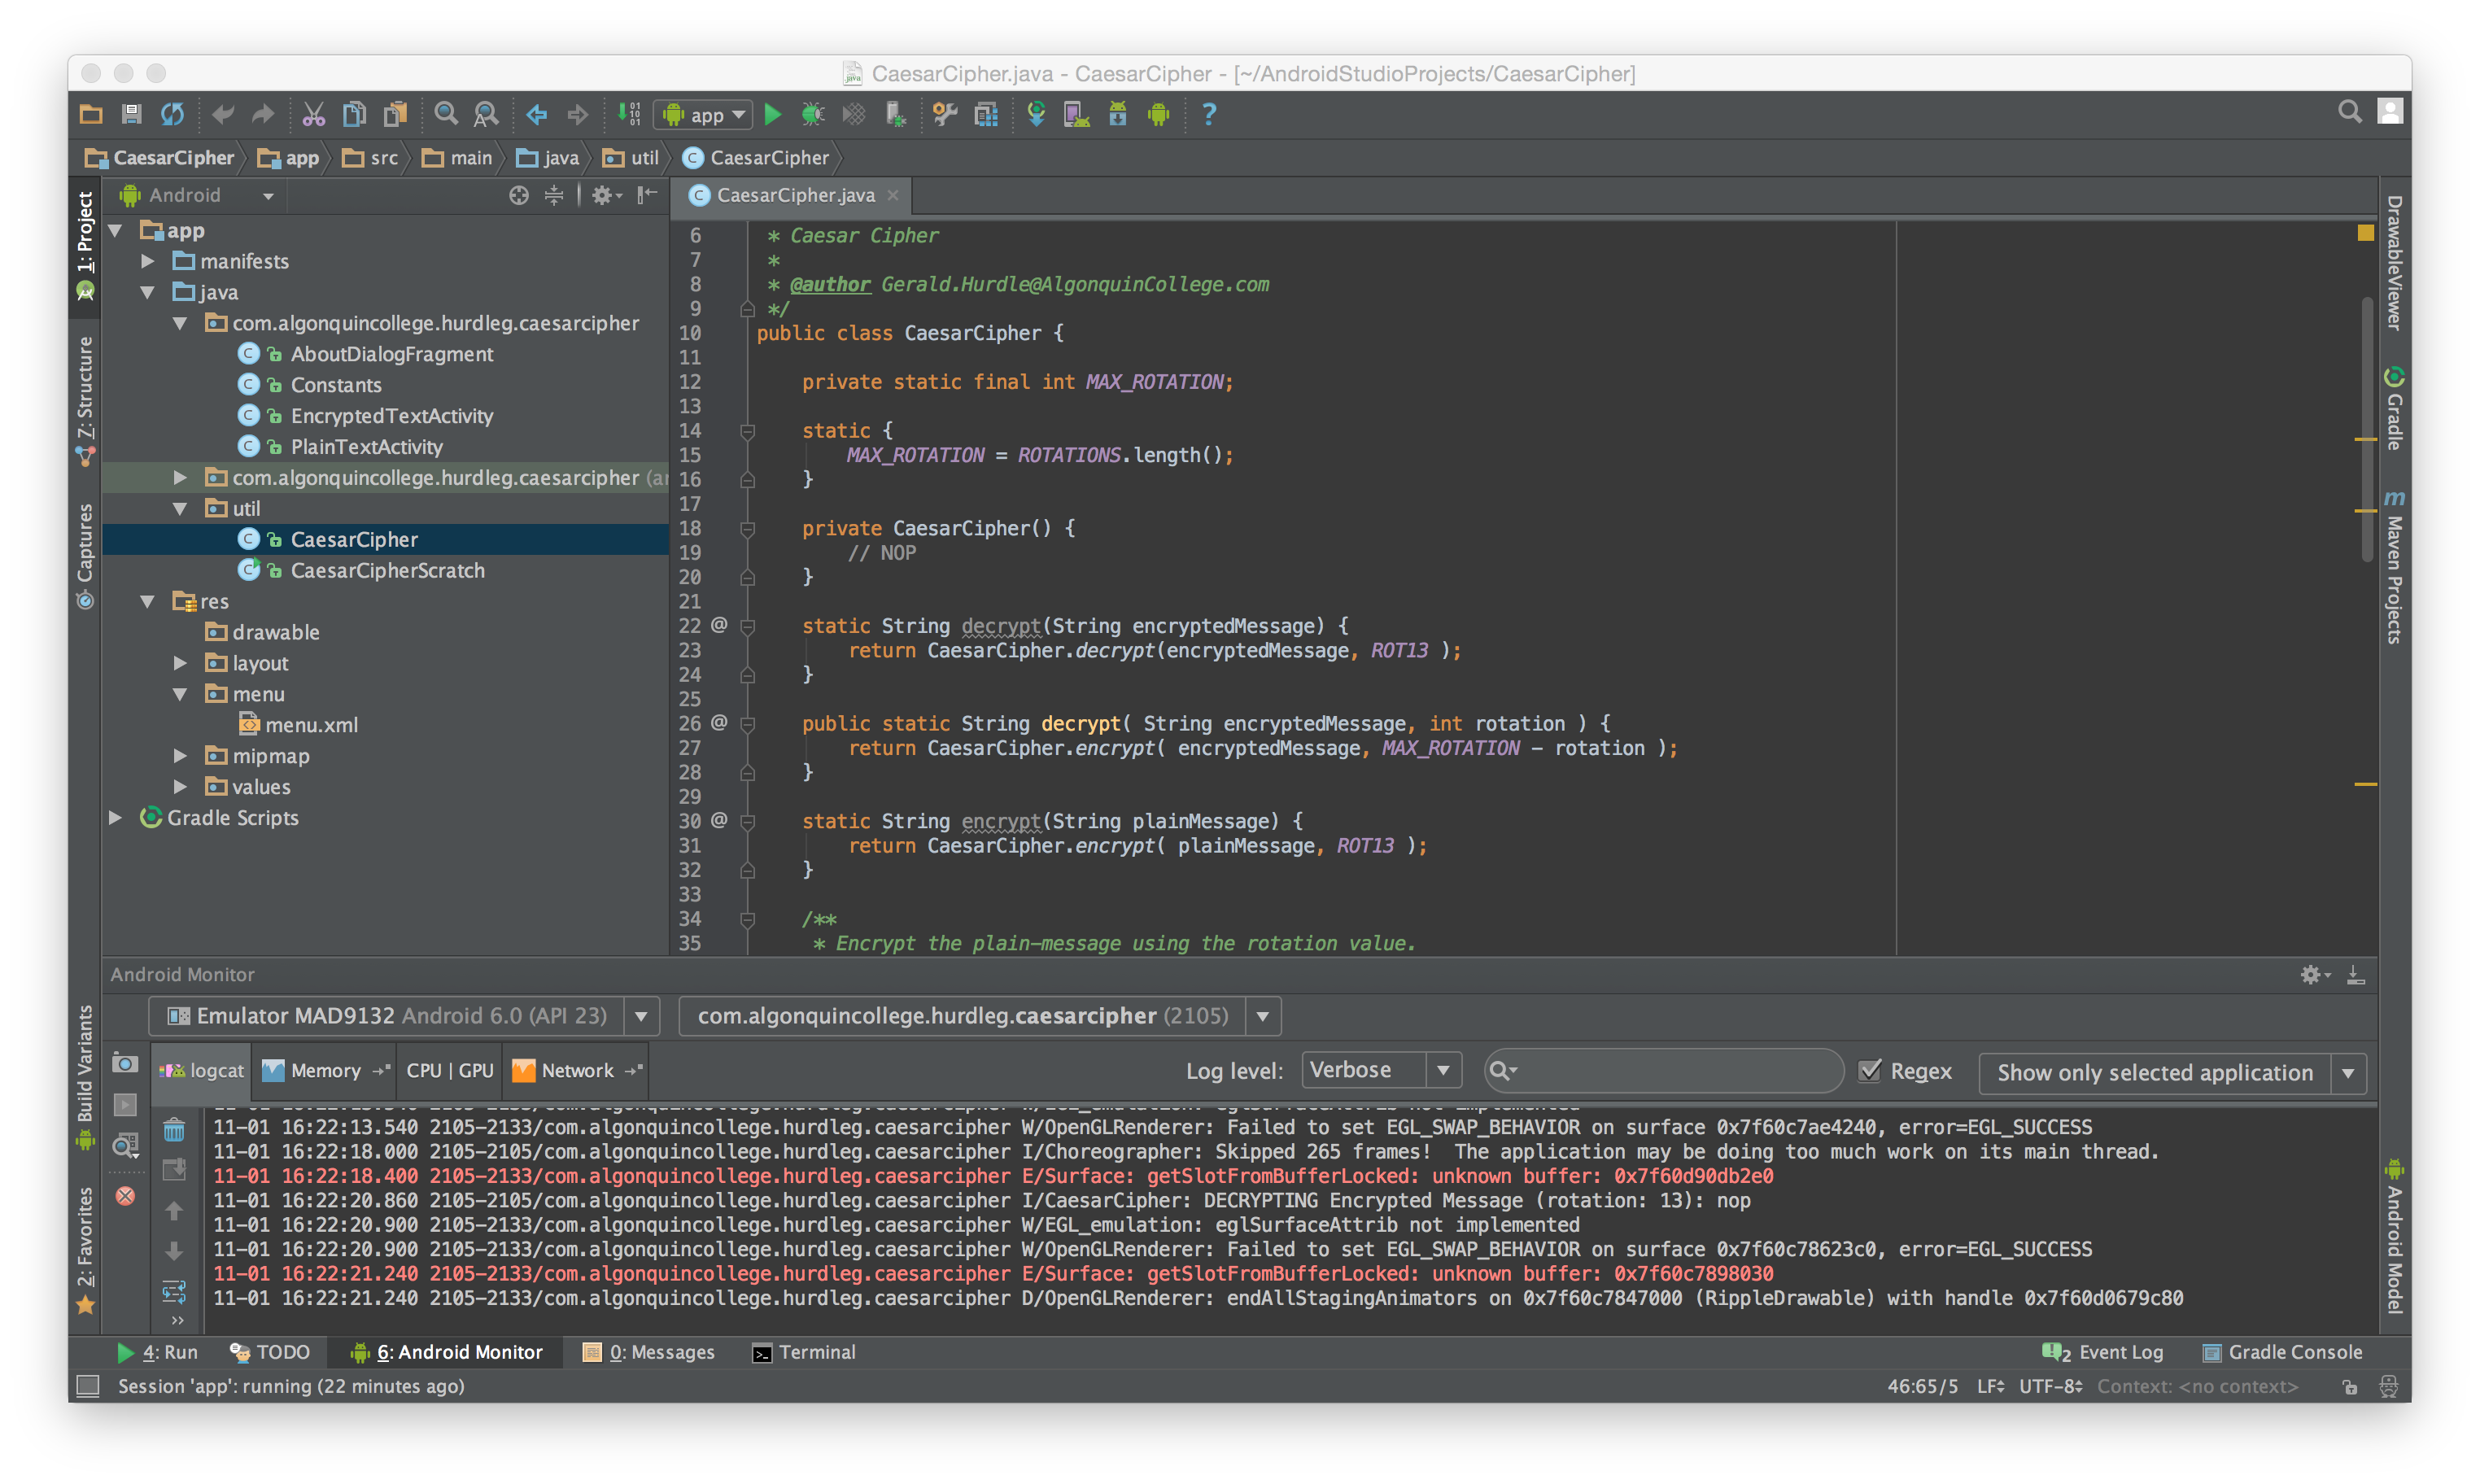 CaesarCipher.java - CaesarCipher - [~/AndroidStudioProjects/CaesarCipher]
app
CaesarCipher app src main java util CaesarCipher
1: Project
7: Structure
Captures
Build Variants
2: Favorites
Android
app
manifests
java
com.algonquincollege.hurdleg.caesarcipher
AboutDialogFragment
Constants
EncryptedTextActivity
PlainTextActivity
com.algonquincollege.hurdleg.caesarcipher (ar
util
CaesarCipher
CaesarCipherScratch
res
drawable
layout
menu
menu.xml
mipmap
values
Gradle Scripts
CaesarCipher.java
6 * Caesar Cipher
7 *
8 * @author Gerald.Hurdle@AlgonquinCollege.com
9 */
10 public class CaesarCipher {
11
12 private static final int MAX_ROTATION;
13
14 static {
15 MAX_ROTATION = ROTATIONS.length();
16 }
17
18 private CaesarCipher() {
19 // NOP
20 }
21
22 @ static String decrypt(String encryptedMessage) {
23 return CaesarCipher.decrypt(encryptedMessage, ROT13 );
24 }
25
26 @ public static String decrypt( String encryptedMessage, int rotation ) {
27 return CaesarCipher.encrypt( encryptedMessage, MAX_ROTATION - rotation );
28 }
29
30 @ static String encrypt(String plainMessage) {
31 return CaesarCipher.encrypt( plainMessage, ROT13 );
32 }
33
34 /**
35 * Encrypt the plain-message using the rotation value.
DrawableViewer
Gradle
m Maven Projects
Android Model
Android Monitor
Emulator MAD9132 Android 6.0 (API 23) com.algonquincollege.hurdleg.caesarcipher (2105)
logcat Memory CPU | GPU Network Log level: Verbose Regex Show only selected application
11-01 16:22:13.540 2105-2133/com.algonquincollege.hurdleg.caesarcipher W/OpenGLRenderer: Failed to set EGL_SWAP_BEHAVIOR on surface 0x7f60c7ae4240, error=EGL_SUCCESS
11-01 16:22:18.000 2105-2105/com.algonquincollege.hurdleg.caesarcipher I/Choreographer: Skipped 265 frames!  The application may be doing too much work on its main thread.
11-01 16:22:18.400 2105-2133/com.algonquincollege.hurdleg.caesarcipher E/Surface: getSlotFromBufferLocked: unknown buffer: 0x7f60d90db2e0
11-01 16:22:20.860 2105-2105/com.algonquincollege.hurdleg.caesarcipher I/CaesarCipher: DECRYPTING Encrypted Message (rotation: 13): nop
11-01 16:22:20.900 2105-2133/com.algonquincollege.hurdleg.caesarcipher W/EGL_emulation: eglSurfaceAttrib not implemented
11-01 16:22:20.900 2105-2133/com.algonquincollege.hurdleg.caesarcipher W/OpenGLRenderer: Failed to set EGL_SWAP_BEHAVIOR on surface 0x7f60c78623c0, error=EGL_SUCCESS
11-01 16:22:21.240 2105-2133/com.algonquincollege.hurdleg.caesarcipher E/Surface: getSlotFromBufferLocked: unknown buffer: 0x7f60c7898030
11-01 16:22:21.240 2105-2133/com.algonquincollege.hurdleg.caesarcipher D/OpenGLRenderer: endAllStagingAnimators on 0x7f60c7847000 (RippleDrawable) with handle 0x7f60d0679c80
4: Run TODO 6: Android Monitor 0: Messages Terminal 2 Event Log Gradle Console
Session 'app': running (22 minutes ago) 46:65/5 LF UTF-8 Context: <no context>